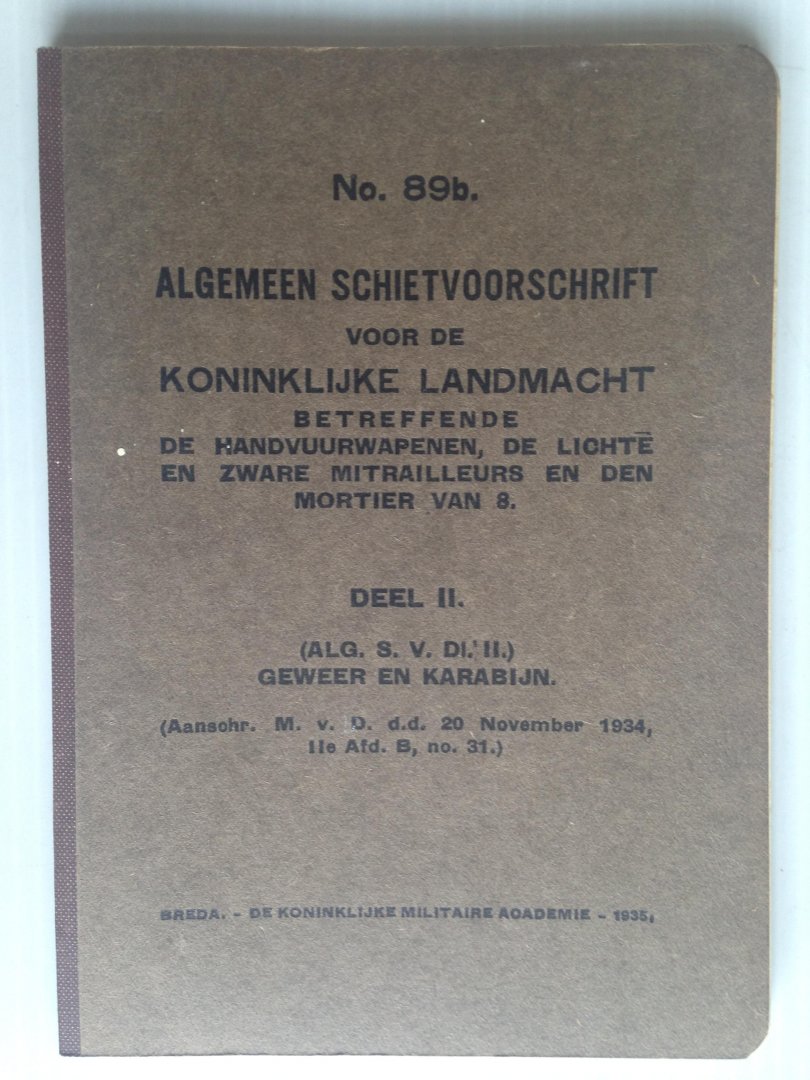 No. 89b.
ALGEMEEN SCHIETVOORSCHRIFT
VOOR DE
KONINKLIJKE LANDMACHT
BETREFFENDE
DE HANDVUURWAPENEN, DE LICHTE
EN ZWARE MITRAILLEURS EN DEN
MORTIER VAN 8.
DEEL II.
(ALG. S. V. Dl. II.)
GEWEER EN KARABIJN.
(Aanschr. M. v. D. d.d. 20 November 1934,
IIe Afd. B, no. 31.)
BREDA. - DE KONINKLIJKE MILITAIRE ACADEMIE - 1935.